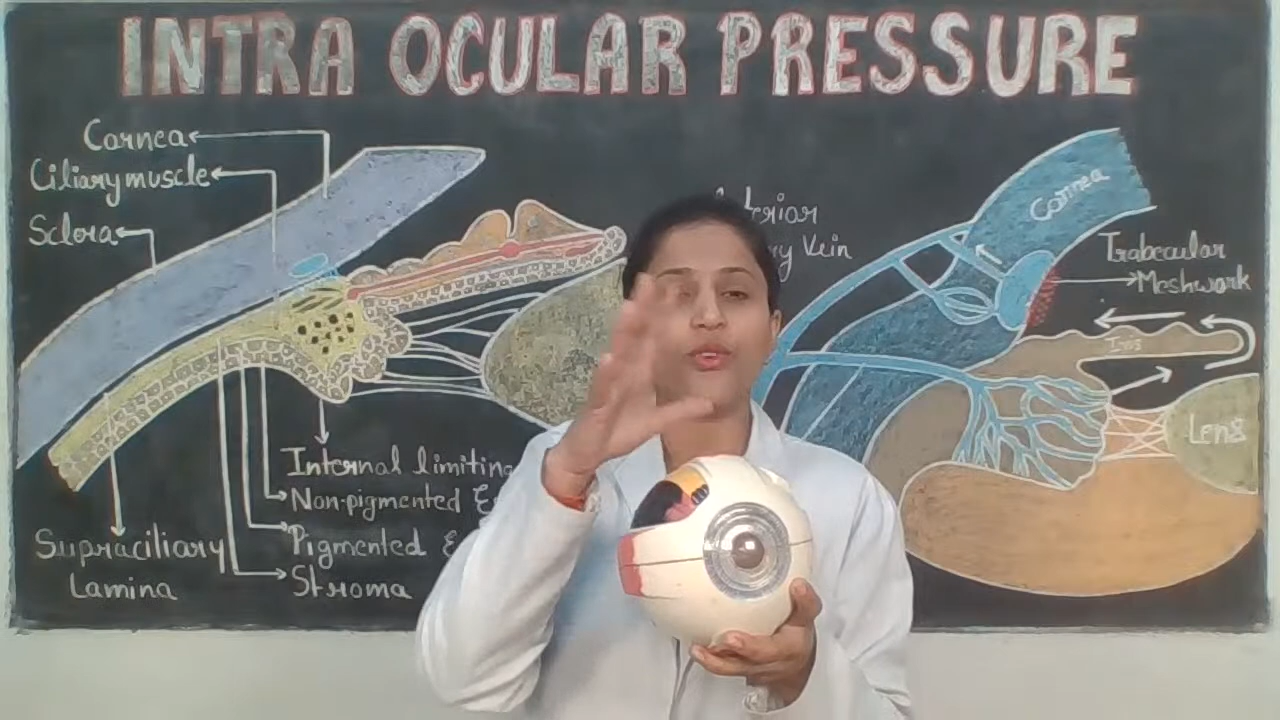 INTRA OCULAR PRESSURE
Cornea
Ciliary muscle
Sclera
Internal limiting
Non-pigmented
Pigmented
Stroma
Supraciliary
Lamina
Vein
Cornea
Trabecular
Meshwork
Iris
Lens